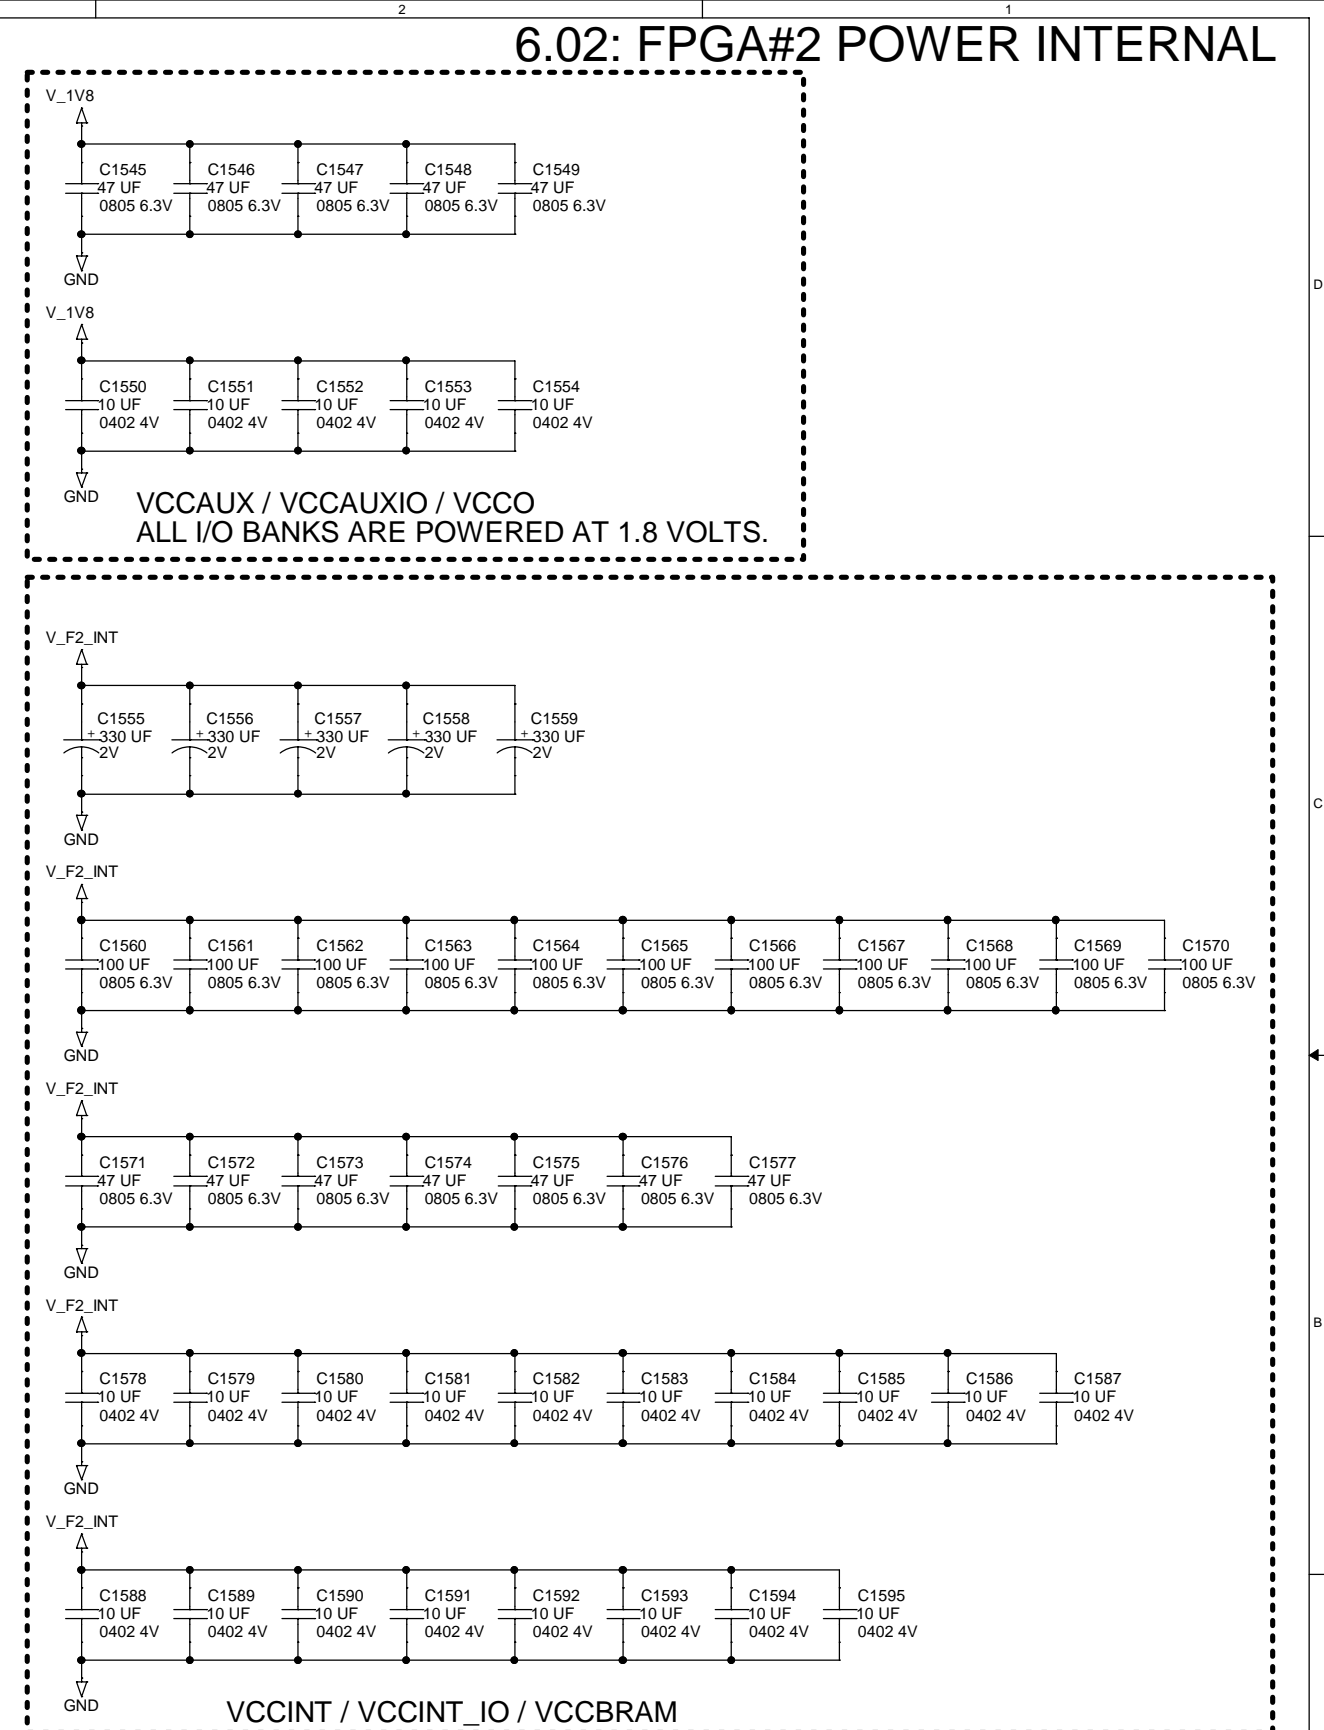 2 1
6.02: FPGA#2 POWER INTERNAL
V_1V8
C1545 C1546 C1547 C1548 C1549
47 UF 47 UF 47 UF 47 UF 47 UF
0805 6.3V 0805 6.3V 0805 6.3V 0805 6.3V 0805 6.3V
GND
D
V_1V8
C1550 C1551 C1552 C1553 C1554
10 UF 10 UF 10 UF 10 UF 10 UF
0402 4V 0402 4V 0402 4V 0402 4V 0402 4V
GND
VCCAUX / VCCAUXIO / VCCO
ALL I/O BANKS ARE POWERED AT 1.8 VOLTS.
V_F2_INT
C1555 C1556 C1557 C1558 C1559
+ 330 UF + 330 UF + 330 UF + 330 UF + 330 UF
2V 2V 2V 2V 2V
C
GND
V_F2_INT
C1560 C1561 C1562 C1563 C1564 C1565 C1566 C1567 C1568 C1569 C1570
100 UF 100 UF 100 UF 100 UF 100 UF 100 UF 100 UF 100 UF 100 UF 100 UF 100 UF
0805 6.3V 0805 6.3V 0805 6.3V 0805 6.3V 0805 6.3V 0805 6.3V 0805 6.3V 0805 6.3V 0805 6.3V 0805 6.3V 0805 6.3V
GND
V_F2_INT
C1571 C1572 C1573 C1574 C1575 C1576 C1577
47 UF 47 UF 47 UF 47 UF 47 UF 47 UF 47 UF
0805 6.3V 0805 6.3V 0805 6.3V 0805 6.3V 0805 6.3V 0805 6.3V 0805 6.3V
GND
V_F2_INT
B
C1578 C1579 C1580 C1581 C1582 C1583 C1584 C1585 C1586 C1587
10 UF 10 UF 10 UF 10 UF 10 UF 10 UF 10 UF 10 UF 10 UF 10 UF
0402 4V 0402 4V 0402 4V 0402 4V 0402 4V 0402 4V 0402 4V 0402 4V 0402 4V 0402 4V
GND
V_F2_INT
C1588 C1589 C1590 C1591 C1592 C1593 C1594 C1595
10 UF 10 UF 10 UF 10 UF 10 UF 10 UF 10 UF 10 UF
0402 4V 0402 4V 0402 4V 0402 4V 0402 4V 0402 4V 0402 4V 0402 4V
GND
VCCINT / VCCINT_IO / VCCBRAM